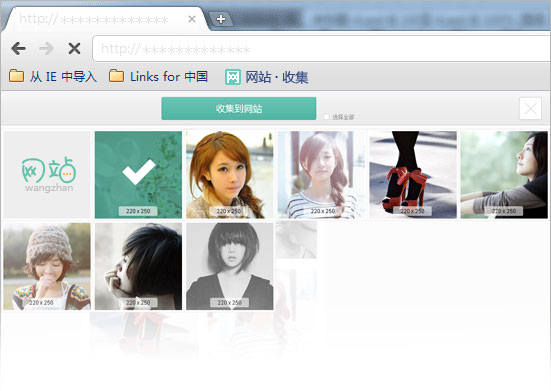 http://*************
http://*************
从 IE 中导入 Links for 中国 网站 · 收集
收集到网站 选择全部
网站
wangzhan
220 x 250 220 x 250 220 x 250 220 x 250 220 x 250
220 x 250 220 x 250 220 x 250